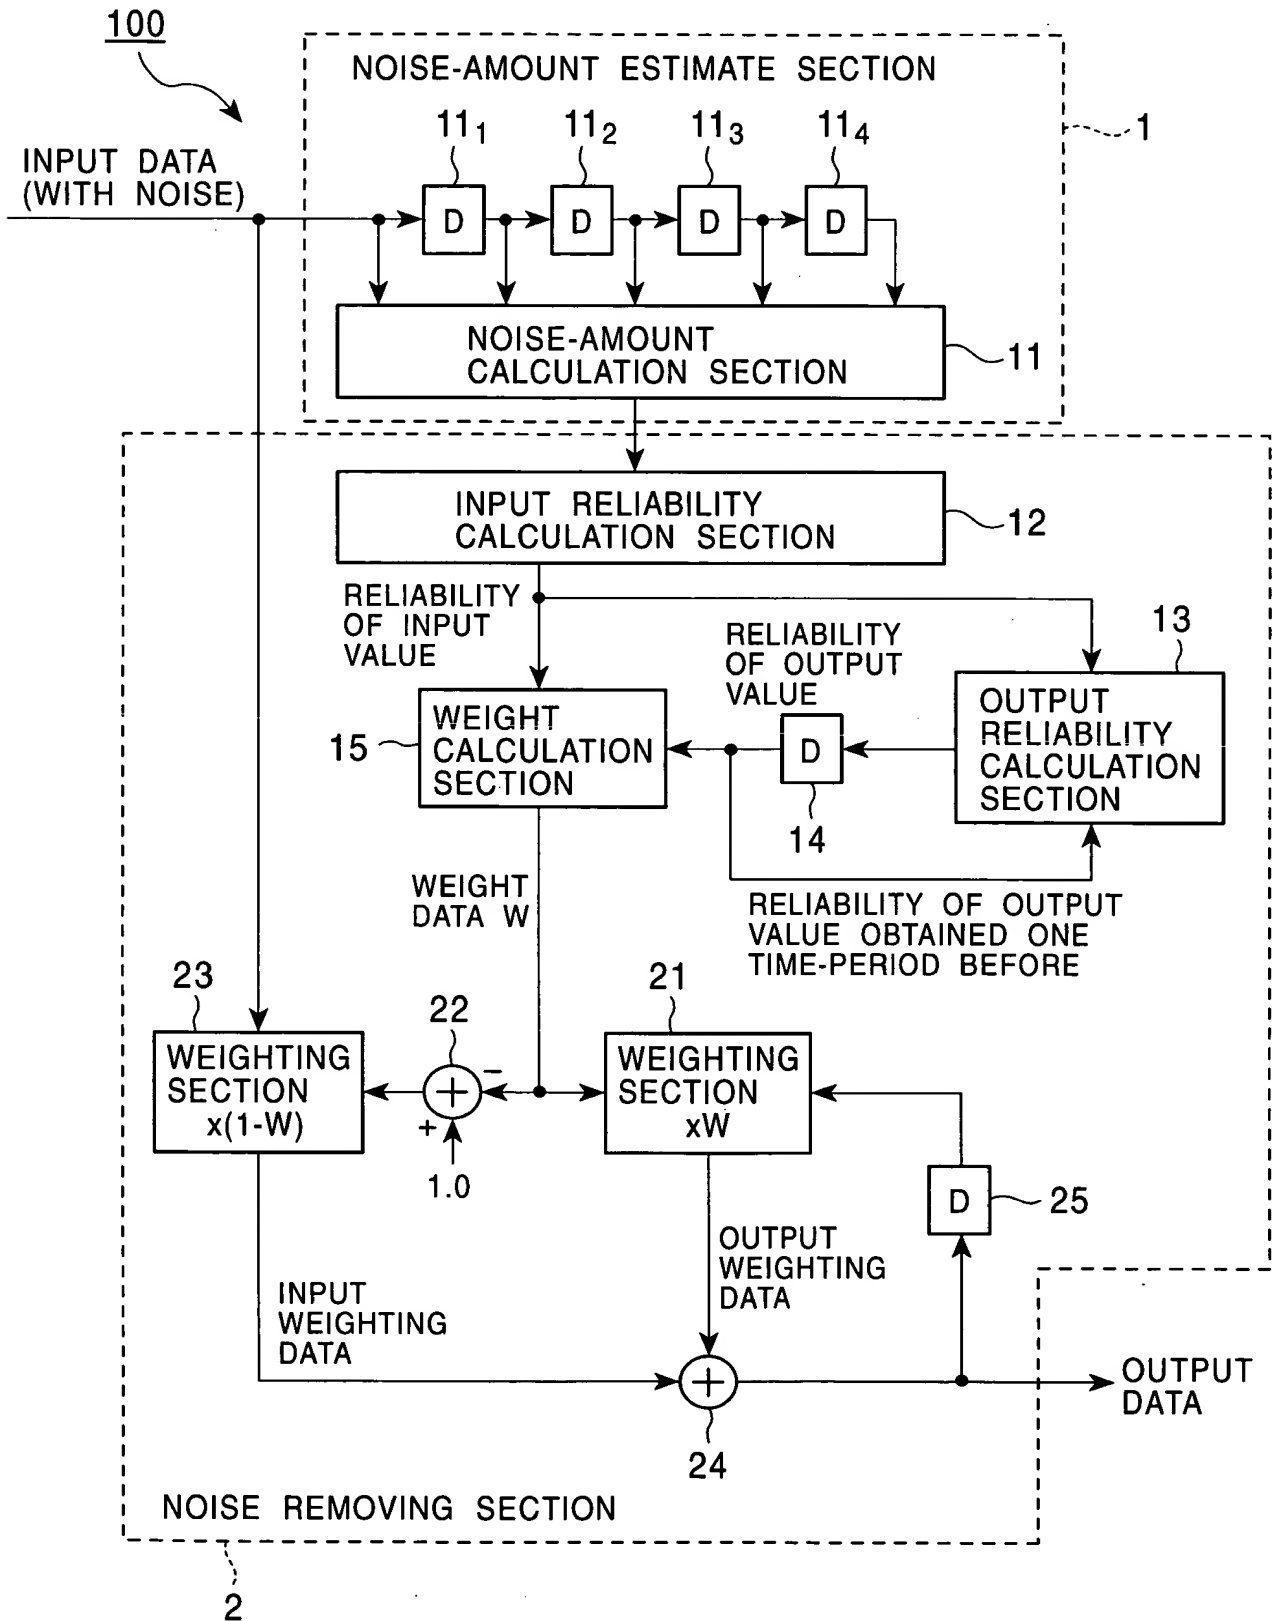 100
NOISE-AMOUNT ESTIMATE SECTION
11₁
11₂
11₃
11₄
1
INPUT DATA
(WITH NOISE)
D
D
D
D
NOISE-AMOUNT
CALCULATION SECTION
11
INPUT RELIABILITY
CALCULATION SECTION
12
RELIABILITY
OF INPUT
VALUE
RELIABILITY
OF OUTPUT
VALUE
13
OUTPUT
RELIABILITY
CALCULATION
SECTION
15
WEIGHT
CALCULATION
SECTION
D
14
WEIGHT
DATA W
RELIABILITY OF OUTPUT
VALUE OBTAINED ONE
TIME-PERIOD BEFORE
23
22
21
WEIGHTING
SECTION
x(1-W)
+
−
+
1.0
WEIGHTING
SECTION
xW
D
25
OUTPUT
WEIGHTING
DATA
INPUT
WEIGHTING
DATA
+
24
OUTPUT
DATA
NOISE REMOVING SECTION
2